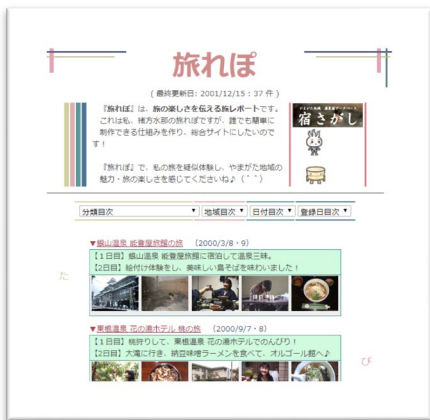 旅れぽ
( 最終更新日: 2001/12/15 : 37 件 )
『旅れぽ』は、旅の楽しさを伝える旅レポートです。
これは私、緒方水那の旅れぽですが、誰でも簡単に
制作できる仕組みを作り、総合サイトにしたいので
す！
『旅れぽ』で、私の旅を疑似体験し、やまがた地域の
魅力・旅の楽しさを感じてくださいね♪ (＾＾)
宿さがし
分類目次 ▼ 地域目次 ▼ 日付目次 ▼ 登録日目次 ▼
▼銀山温泉 能登屋旅館の旅 （2000/3/8・9）
【１日目】銀山温泉 能登屋旅館に宿泊して温泉三昧。
【2日目】絵付け体験をし、美味しい島そばを味わいました！
た
▼東根温泉 花の湯ホテル 桃の旅 （2000/9/7・8）
【１日目】桃狩りして、東根温泉 花の湯ホテルでのんびり！
【2日目】大滝に行き、納豆味噌ラーメンを食べて、オルゴール館へ♪
び